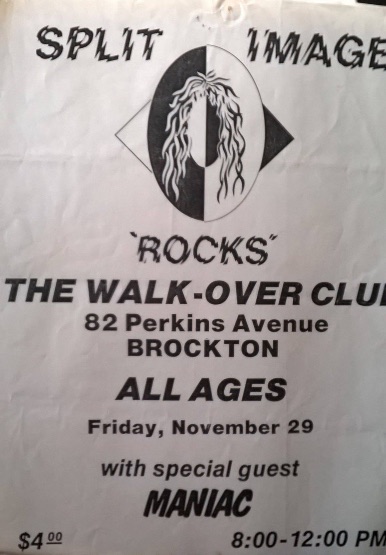 SPLIT IMAGE
"ROCKS"
THE WALK-OVER CLU
82 Perkins Avenue
BROCKTON
ALL AGES
Friday, November 29
with special guest
MANIAC
$4 00
8:00-12:00 PM